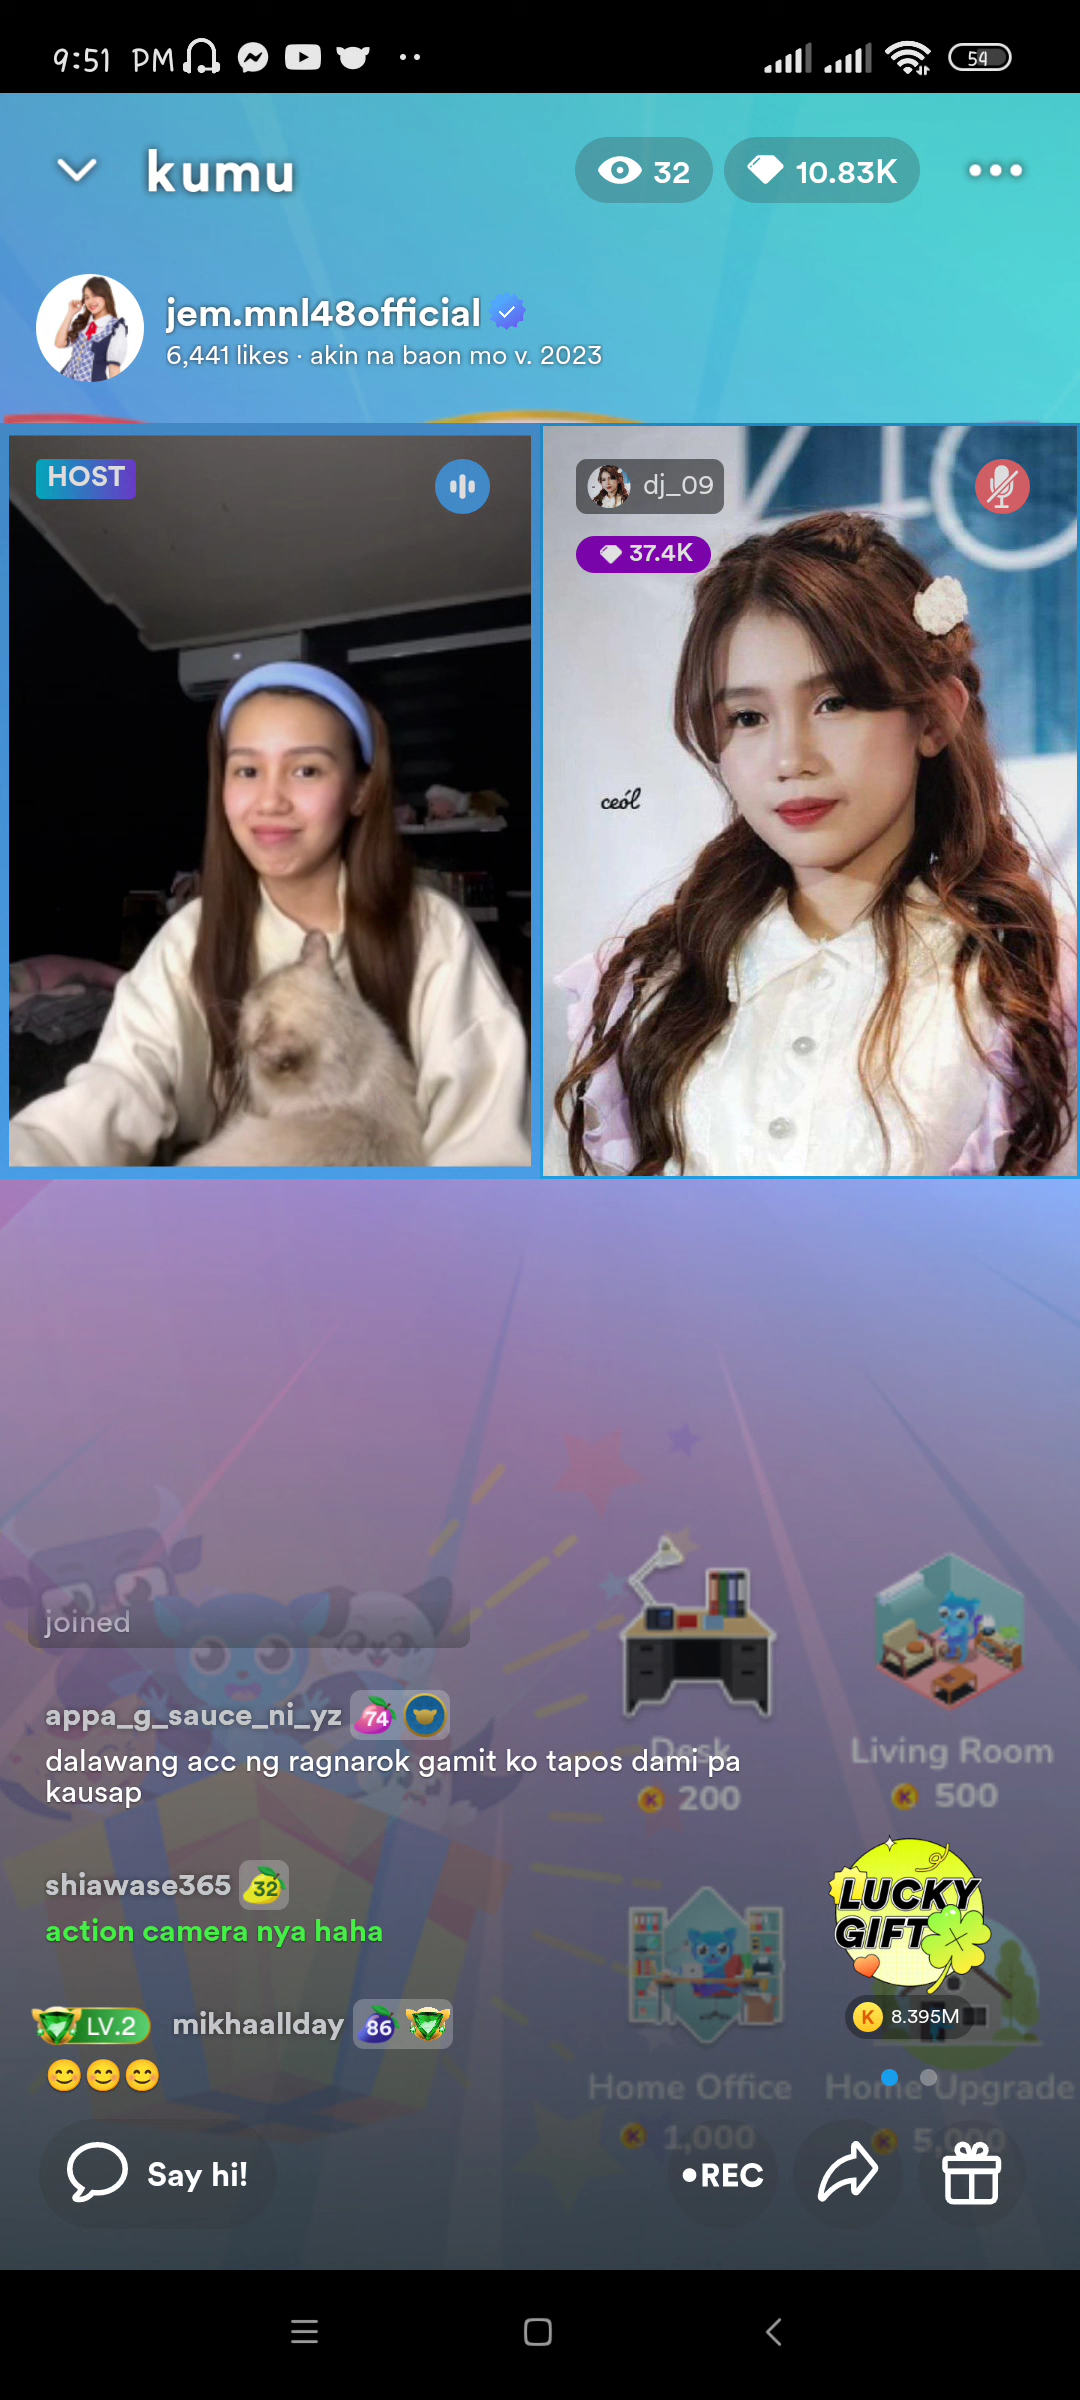 9:51 PM
54
kumu
32
10.83K
jem.mnl48official
6,441 likes · akin na baon mo v. 2023
HOST
dj_09
37.4K
ceól
joined
appa_g_sauce_ni_yz 74
dalawang acc ng ragnarok gamit ko tapos dami pa
kausap
Desk
Living Room
K 200
K 500
shiawase365 32
action camera nya haha
LUCKY
GIFT
LV.2 mikhaallday 86
K 8.395M
😊😊😊
Home Office
Home Upgrade
K 1,000
K 5,000
Say hi!
•REC